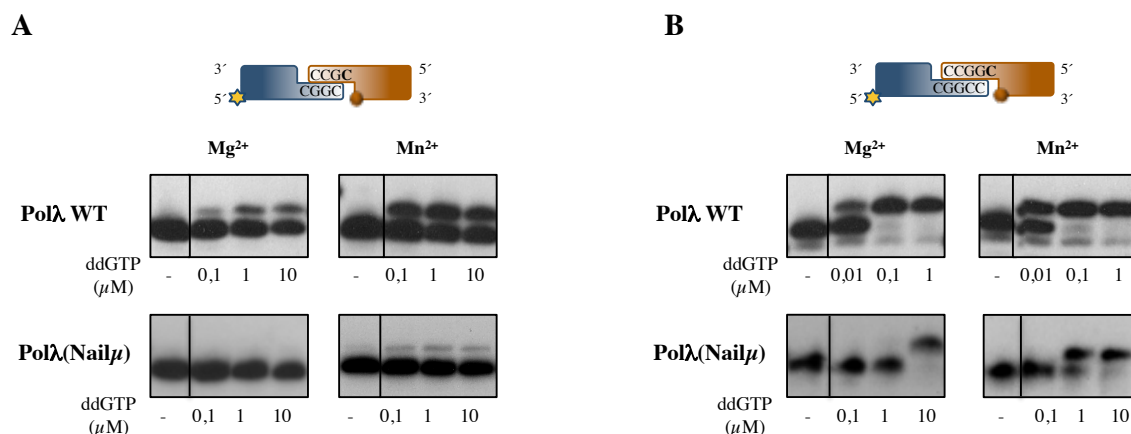 A
3´ CCGC 5´
5´ CGGC 3´
Mg2+ Mn2+
Polλ WT
ddGTP (µM) - 0,1 1 10 - 0,1 1 10
Polλ(Nailµ)
ddGTP (µM) - 0,1 1 10 - 0,1 1 10
B
3´ CCGGC 5´
5´ CGGCC 3´
Mg2+ Mn2+
Polλ WT
ddGTP (µM) - 0,01 0,1 1 - 0,01 0,1 1
Polλ(Nailµ)
ddGTP (µM) - 0,1 1 10 - 0,1 1 10